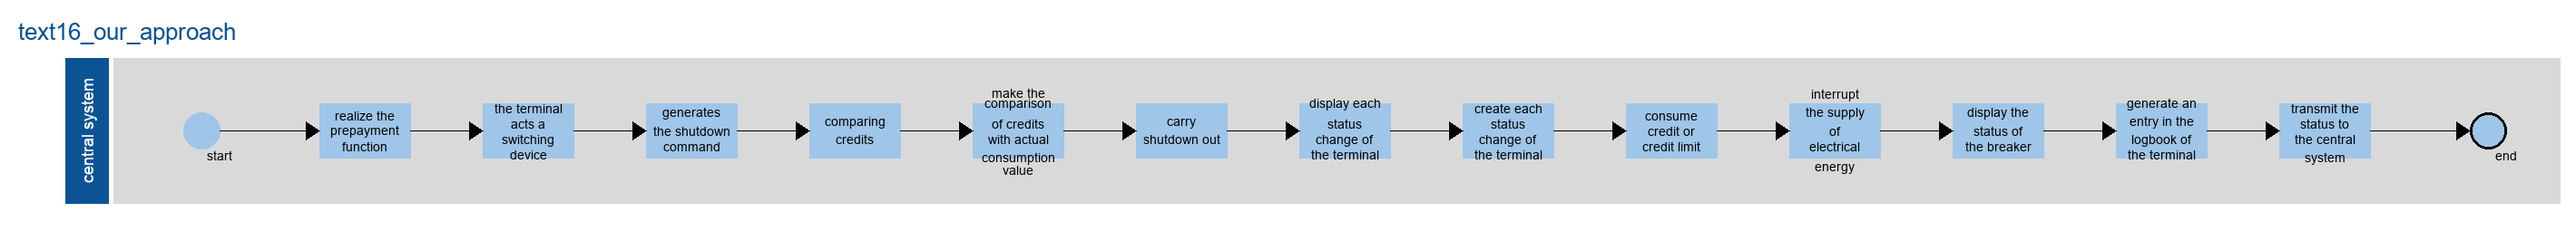 text16_our_approach
central system
start
realize the
prepayment
function
the terminal
acts a
switching
device
generates
the shutdown
command
comparing
credits
make the
comparison
of credits
with actual
consumption
value
carry
shutdown out
display each
status
change of
the terminal
create each
status
change of
the terminal
consume
credit or
credit limit
interrupt
the supply
of
electrical
energy
display the
status of
the breaker
generate an
entry in the
logbook of
the terminal
transmit the
status to
the central
system
end